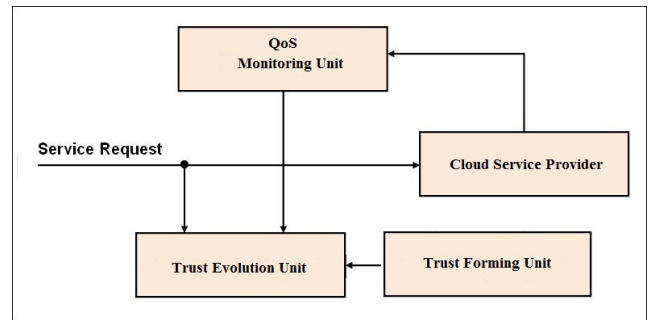 QoS
Monitoring Unit
Service Request
Cloud Service Provider
Trust Evolution Unit
Trust Forming Unit